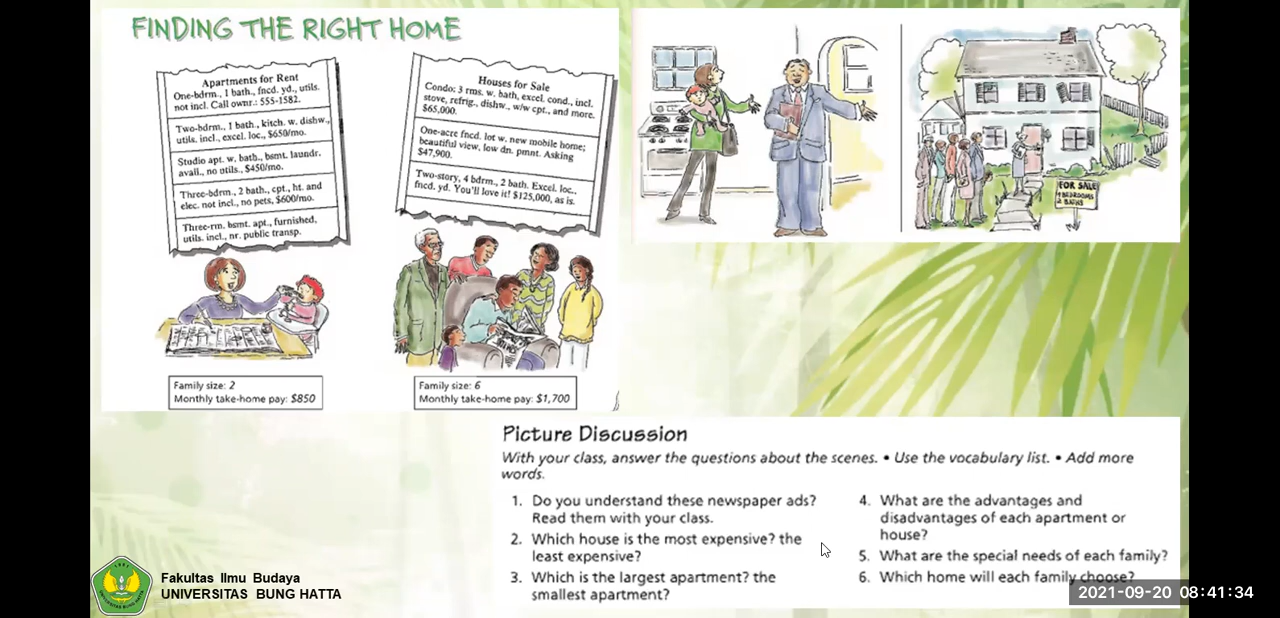 FINDING THE RIGHT HOME
Apartments for Rent
One-bdrm., 1 bath., fncd. yd., utils.
not incl. Call ownr.: 555-1582.
Two-bdrm., 1 bath., kitch. w. dishw.,
utils. incl., excel. loc., $650/mo.
Studio apt. w. bath., bsmt. laundr.
avail., no utils., $450/mo.
Three-bdrm., 2 bath., cpt., ht. and
elec. not incl., no pets, $600/mo.
Three-rm. bsmt. apt., furnished,
utils. incl., nr. public transp.
Houses for Sale
Condo: 3 rms. w. bath, excel. cond., incl.
stove, refrig., dishw., w/w cpt., and more.
$65,000.
One-acre fncd. lot w. new mobile home;
beautiful view, low dn. pmnt. Asking
$47,900.
Two-story, 4 bdrm., 2 bath. Excel. loc.,
fncd. yd. You'll love it! $125,000, as is.
Family size: 2
Monthly take-home pay: $850
Family size: 6
Monthly take-home pay: $1,700
FOR SALE
4 BEDROOMS
2 BATHS
Picture Discussion
With your class, answer the questions about the scenes. • Use the vocabulary list. • Add more
words.
1. Do you understand these newspaper ads?
Read them with your class.
2. Which house is the most expensive? the
least expensive?
3. Which is the largest apartment? the
smallest apartment?
4. What are the advantages and
disadvantages of each apartment or
house?
5. What are the special needs of each family?
6. Which home will each family choose?
Fakultas Ilmu Budaya
UNIVERSITAS BUNG HATTA
2021-09-20 08:41:34